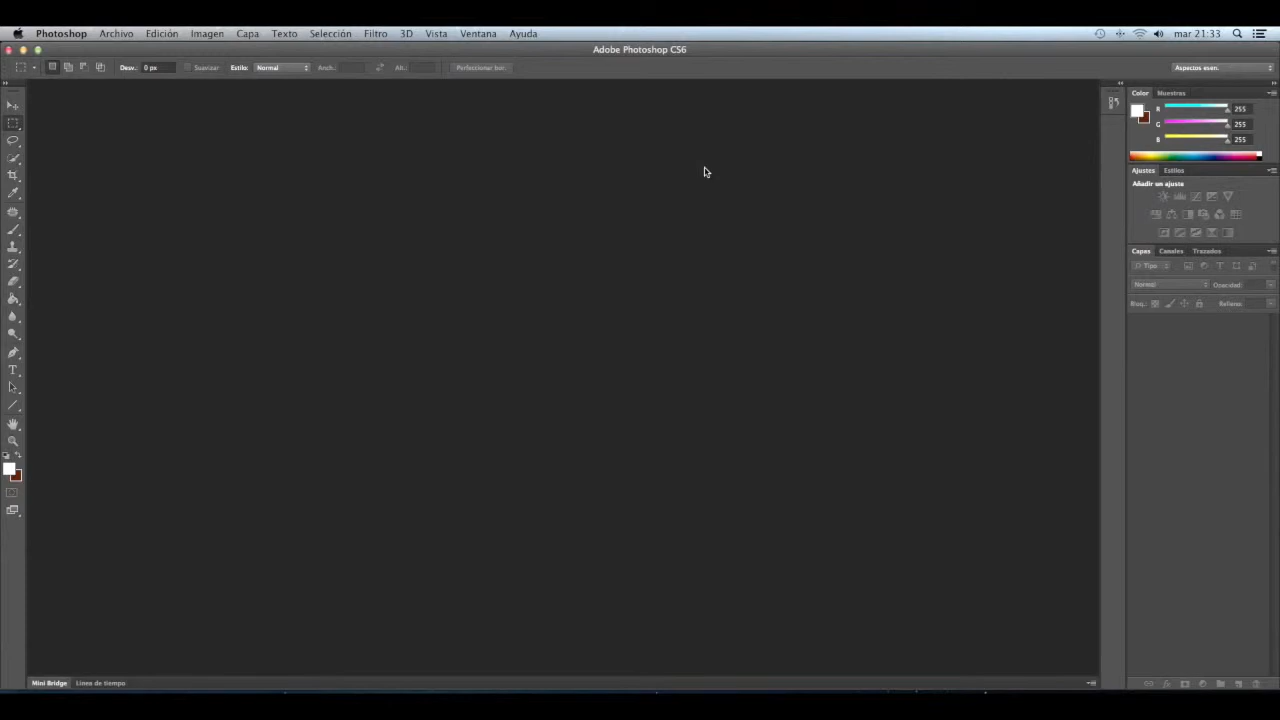 Photoshop Archivo Edición Imagen Capa Texto Selección Filtro 3D Vista Ventana Ayuda mar 21:33
Adobe Photoshop CS6
Desv.: 0 px Suavizar Estilo: Normal Anch.: Al.: Perfeccionar bor. Aspectos esen.
Color Muestras
R 255
G 255
B 255
Ajustes Estilos
Añadir un ajuste
Capas Canales Trazados
Tipo
Normal Opacidad:
Bloq.: Relleno:
Mini Bridge Línea de tiempo